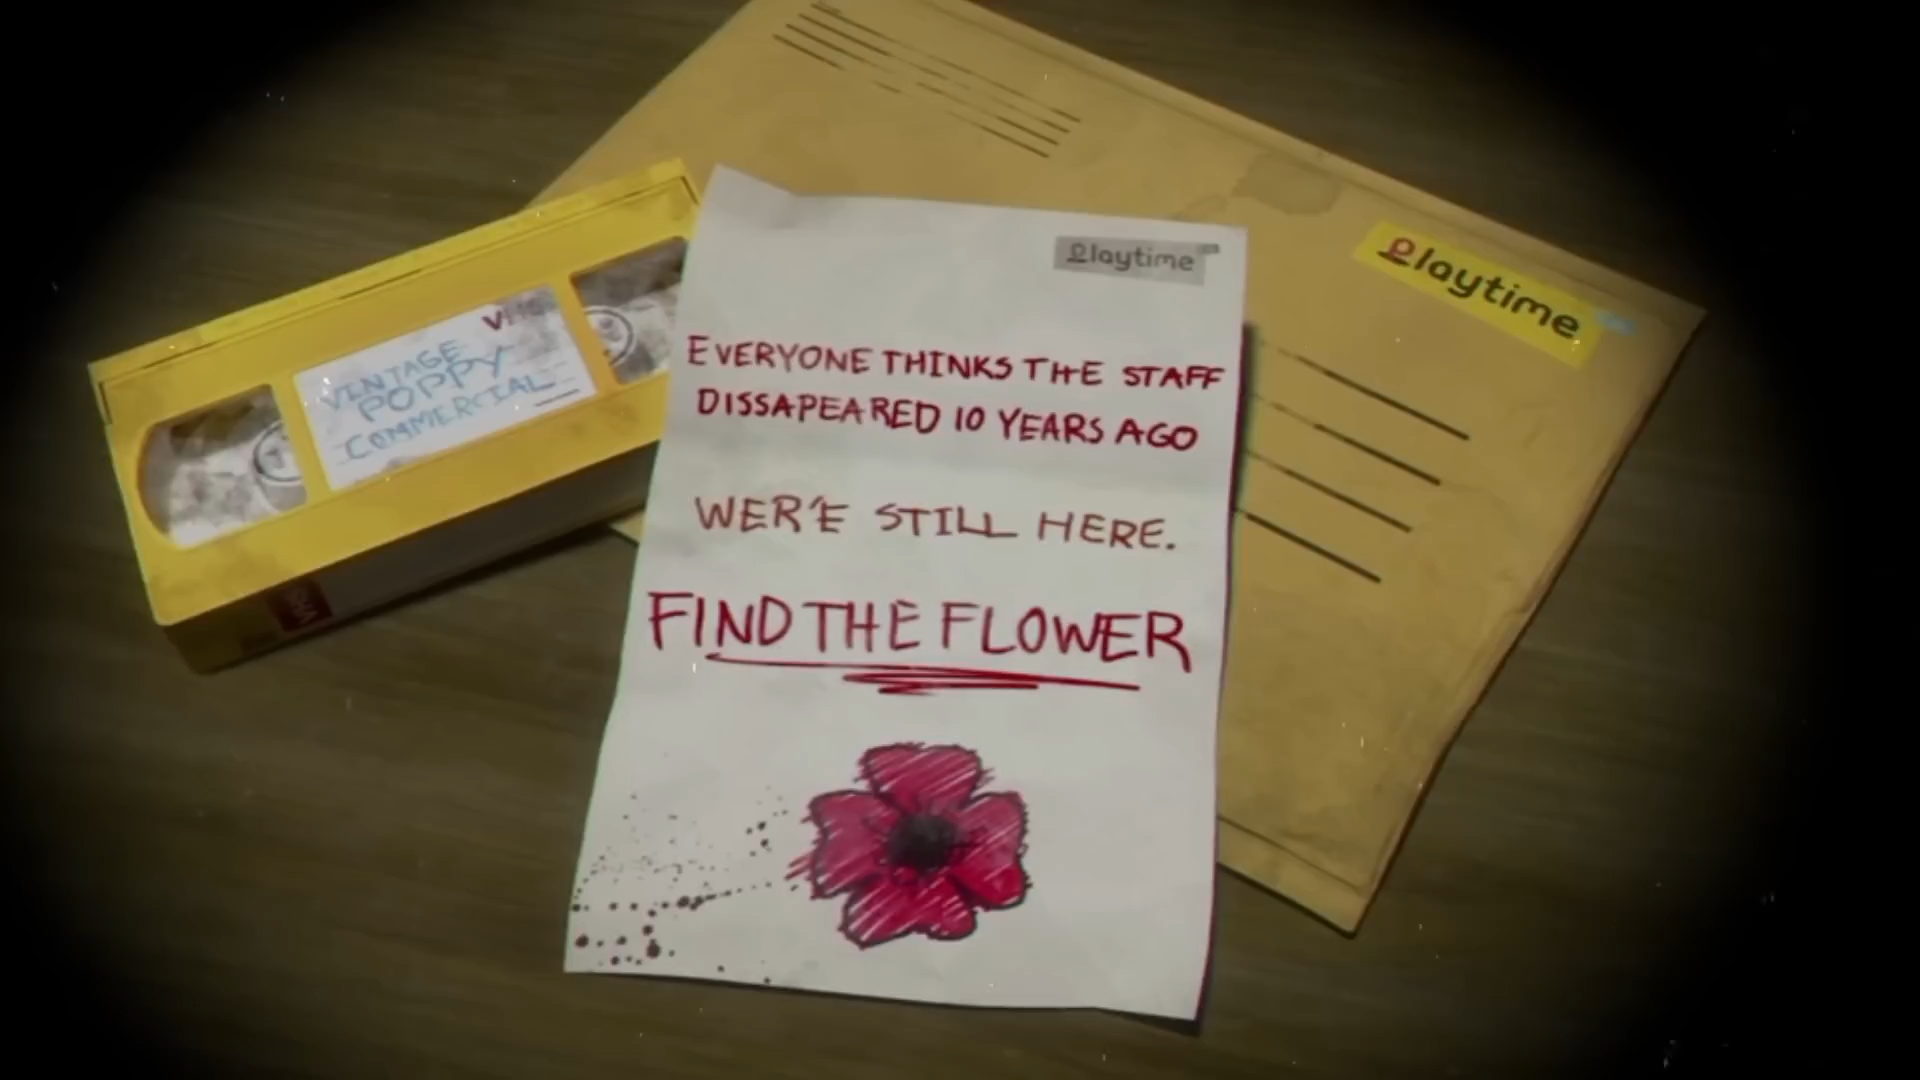 VHS
VINTAGE
POPPY
COMMERCIAL
Playtime
EVERYONE THINKS THE STAFF
DISSAPEARED 10 YEARS AGO
WER'E STILL HERE.
FIND THE FLOWER
Playtime